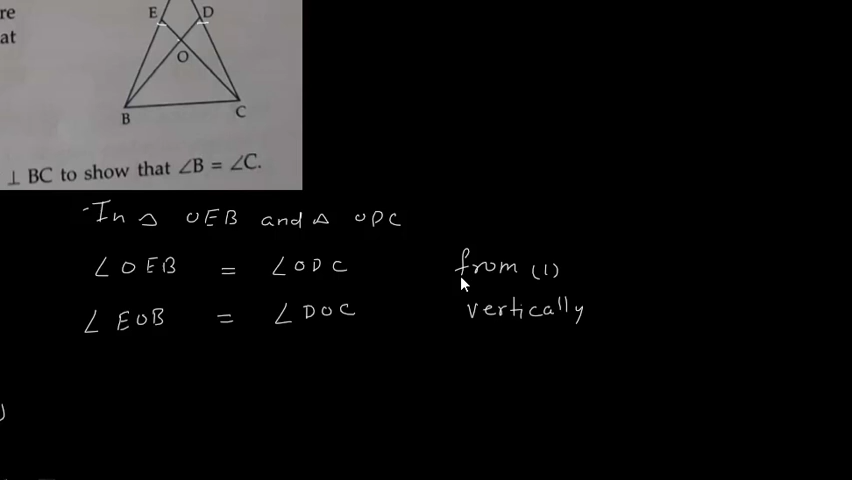 re
at
E D
O
B C
⊥ BC to show that ∠B = ∠C.
In △ OEB and △ ODC
∠OEB = ∠ODC from (1)
∠EOB = ∠DOC vertically